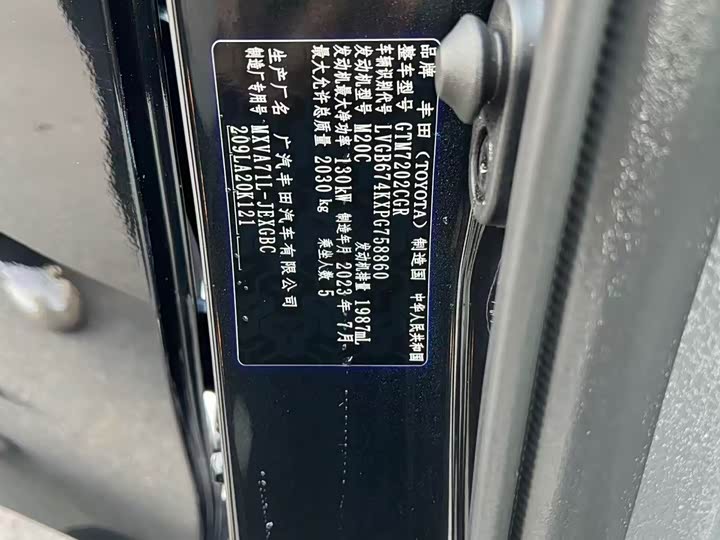 品牌 丰田(TOYOTA) 制造国 中华人民共和国
整车型号 GTM7202CGR
车辆识别代号 LVGB674KXPG758860
发动机型号 M20C 发动机排量 1987mL
发动机最大净功率 130kW 制造年月 2023年7月
最大允许总质量 2030kg 乘坐人数 5
生产厂名 广汽丰田汽车有限公司
制造厂专用号 MXVA71L-JEXGBC
209LA20K121